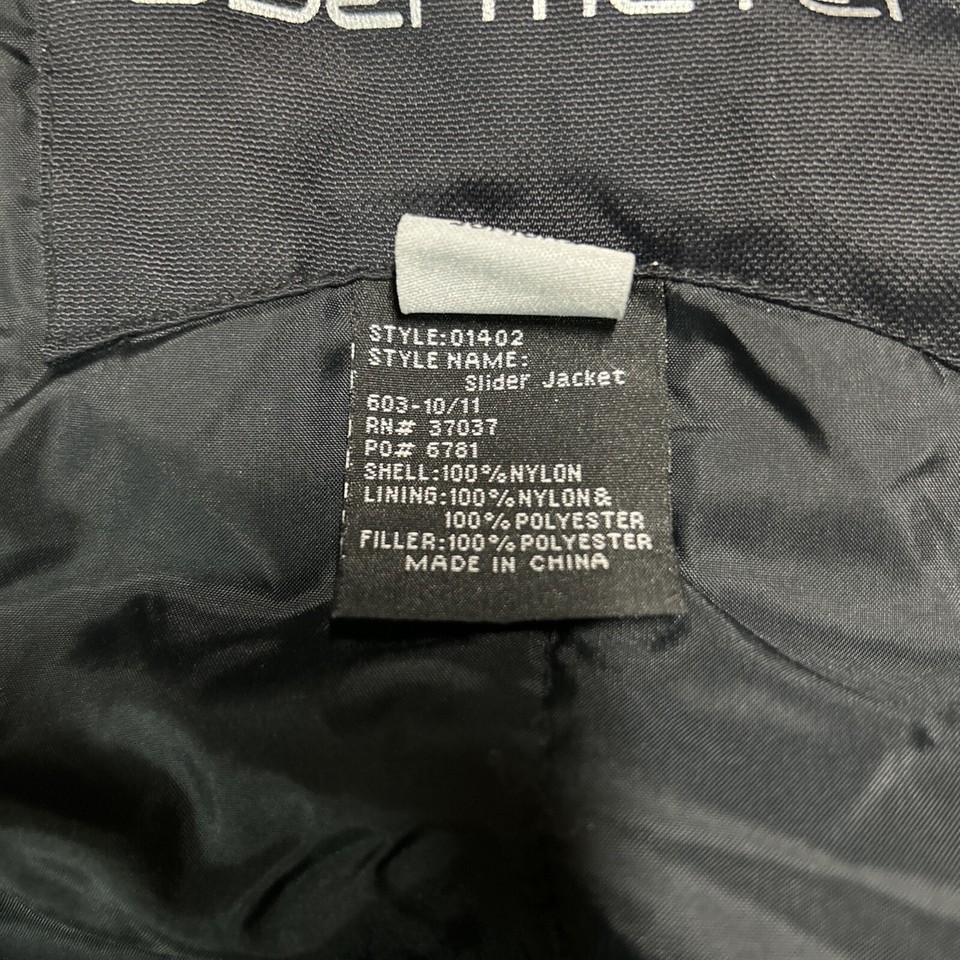 Obermeyer
STYLE:01402
STYLE NAME:
Slider Jacket
603-10/11
RN# 37037
PO# 6781
SHELL:100%NYLON
LINING:100%NYLON&
100%POLYESTER
FILLER:100%POLYESTER
MADE IN CHINA